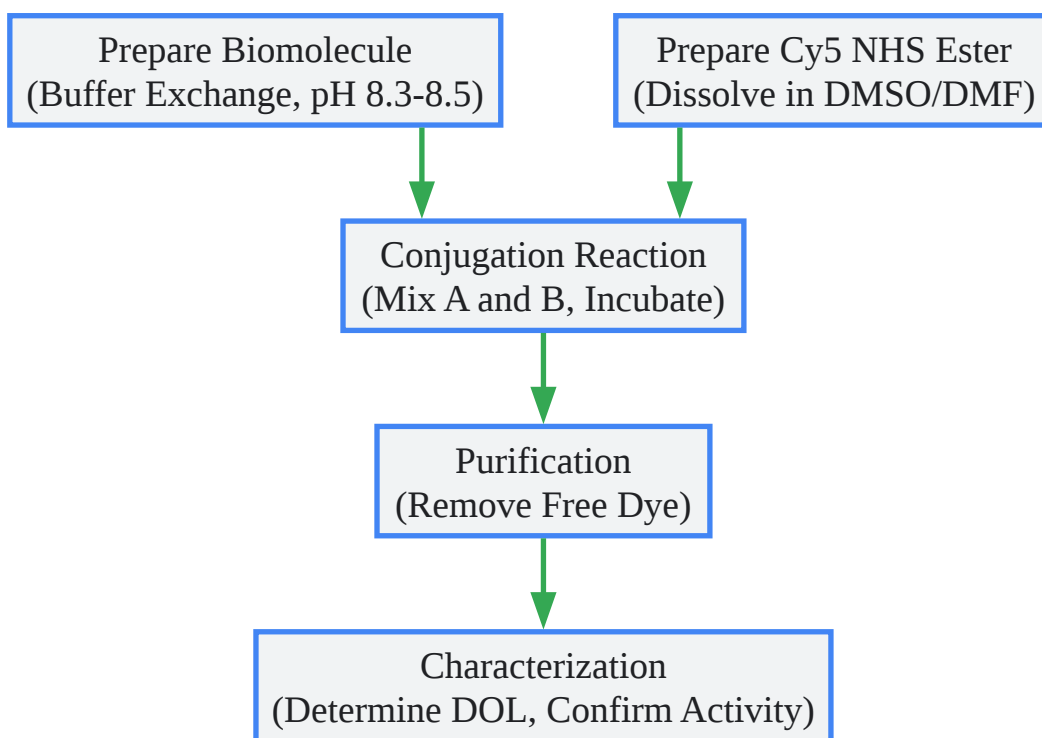 Prepare Biomolecule
(Buffer Exchange, pH 8.3-8.5)
Prepare Cy5 NHS Ester
(Dissolve in DMSO/DMF)
Conjugation Reaction
(Mix A and B, Incubate)
Purification
(Remove Free Dye)
Characterization
(Determine DOL, Confirm Activity)